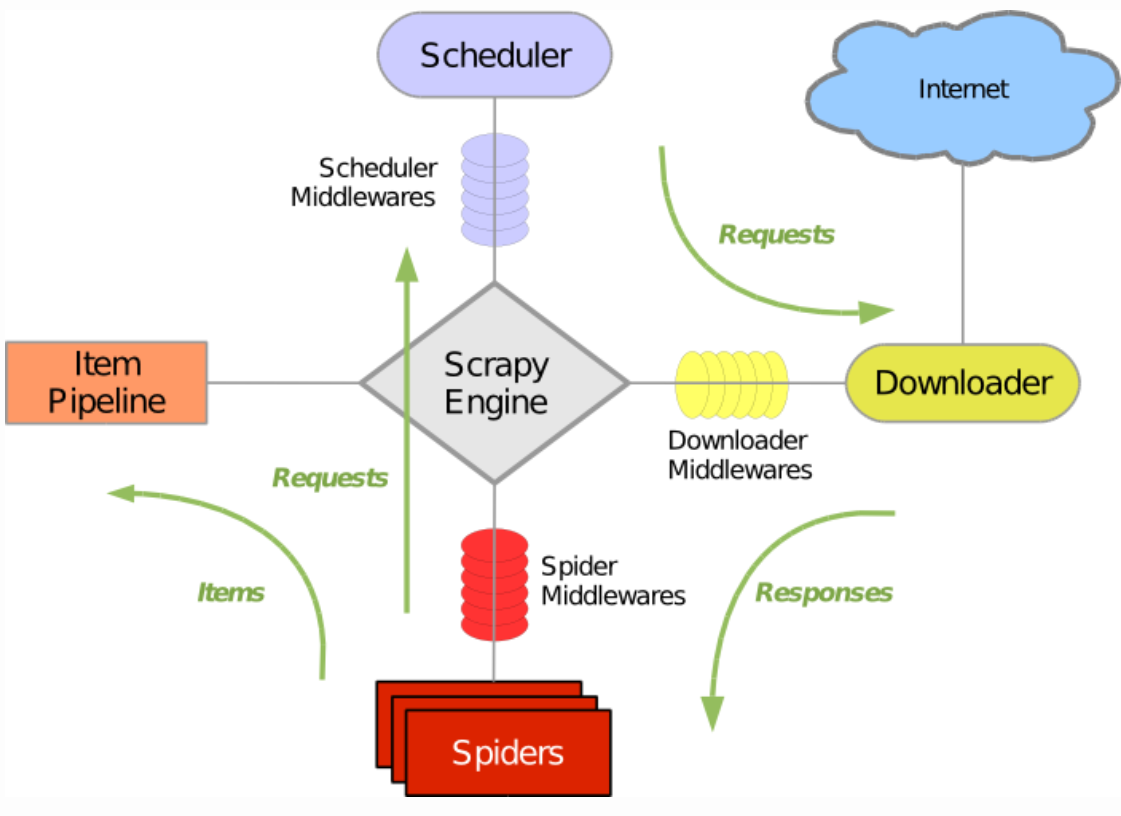 Scheduler
Internet
Scheduler
Middlewares
Requests
Item
Pipeline
Scrapy
Engine
Downloader
Downloader
Middlewares
Requests
Items
Spider
Middlewares
Responses
Spiders